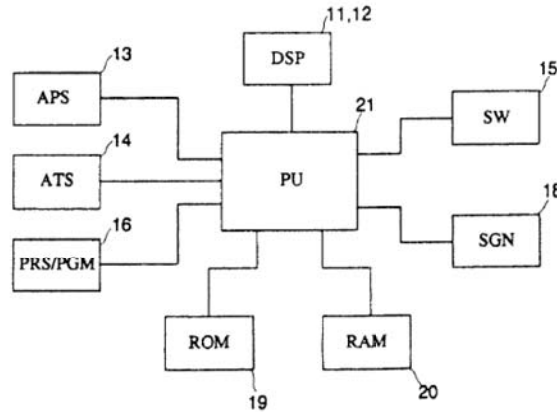 11,12
13
DSP
15
APS
21
SW
14
ATS
PU
18
16
SGN
PRS/PGM
ROM
RAM
19
20